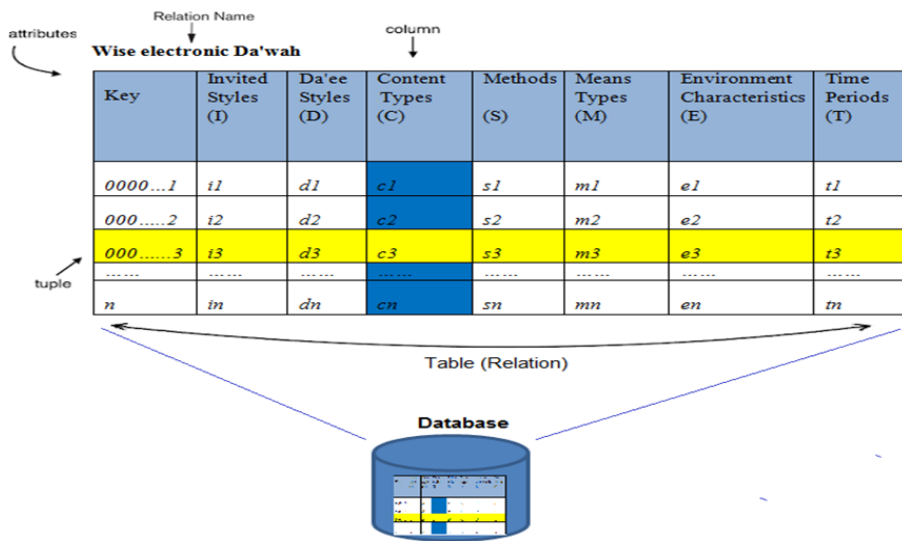 Relation Name
attributes
column
Wise electronic Da'wah
Key Invited Styles (I) Da'ee Styles (D) Content Types (C) Methods (S) Means Types (M) Environment Characteristics (E) Time Periods (T)
0000...1 i1 d1 c1 s1 m1 e1 t1
000.....2 i2 d2 c2 s2 m2 e2 t2
000......3 i3 d3 c3 s3 m3 e3 t3
...... ...... ...... ...... ...... ...... ...... ......
tuple
n in dn cn sn mn en tn
Table (Relation)
Database